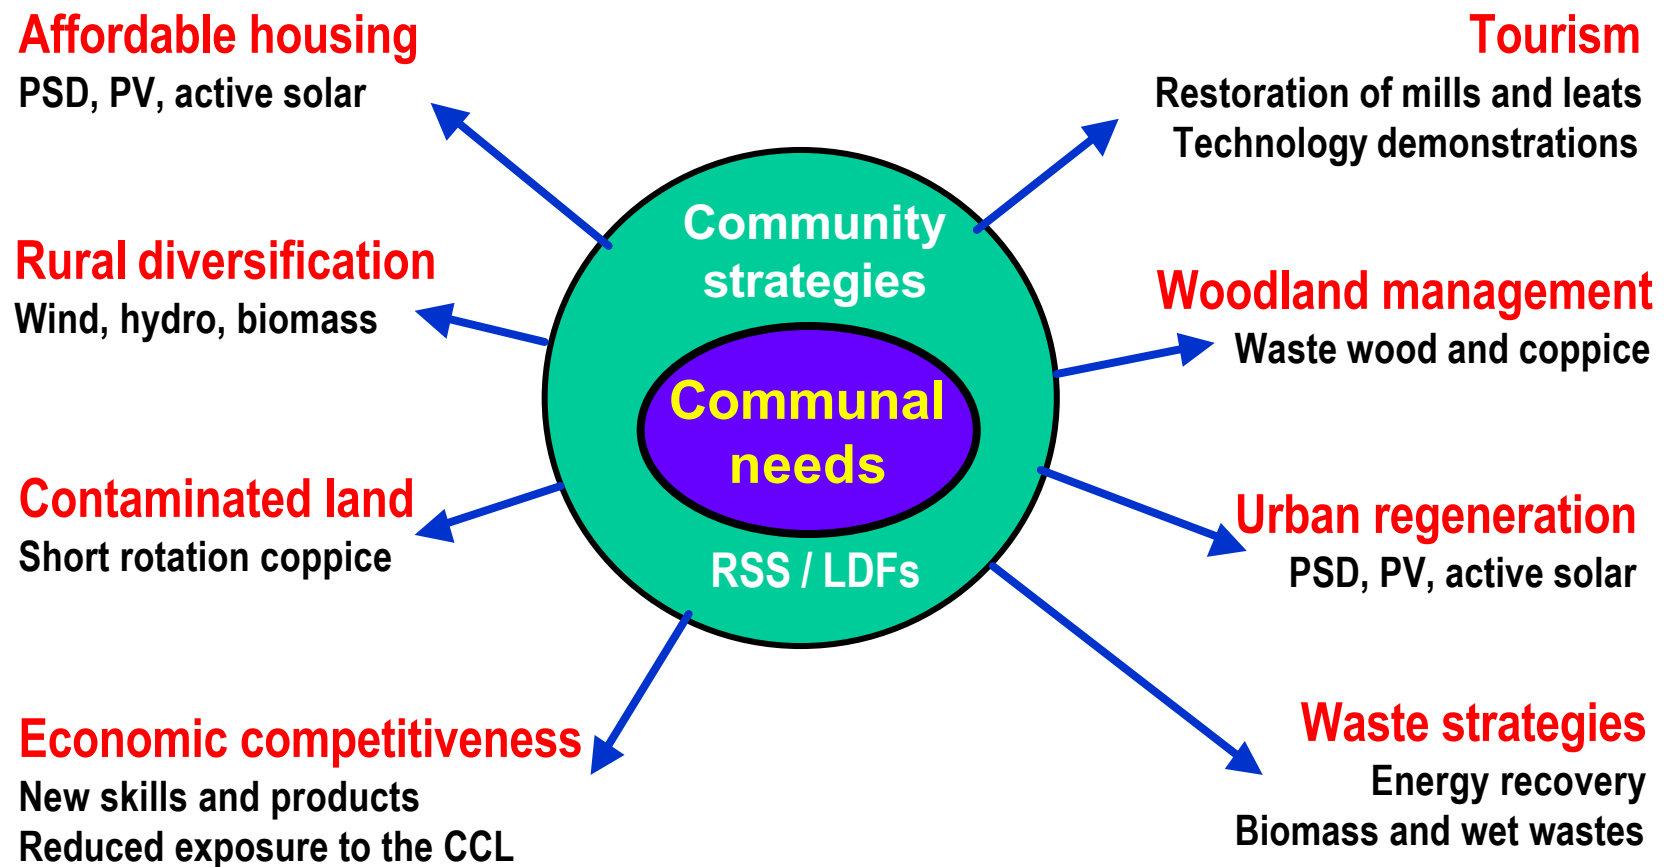 Affordable housing
PSD, PV, active solar
Rural diversification
Wind, hydro, biomass
Contaminated land
Short rotation coppice
Economic competitiveness
New skills and products
Reduced exposure to the CCL
Community
strategies
Communal
needs
RSS / LDFs
Tourism
Restoration of mills and leats
Technology demonstrations
Woodland management
Waste wood and coppice
Urban regeneration
PSD, PV, active solar
Waste strategies
Energy recovery
Biomass and wet wastes